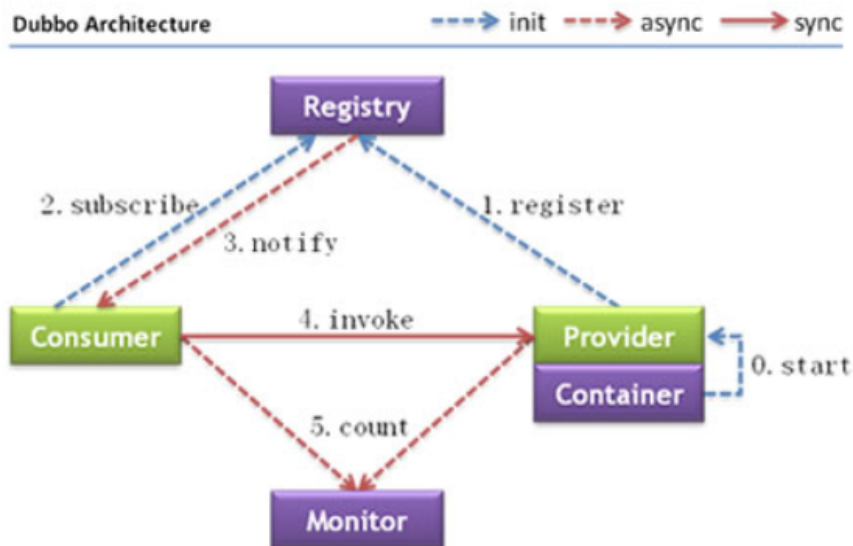 Dubbo Architecture
init
async
sync
Registry
2. subscribe
1. register
3. notify
4. invoke
Consumer
Provider
0. start
Container
5. count
Monitor